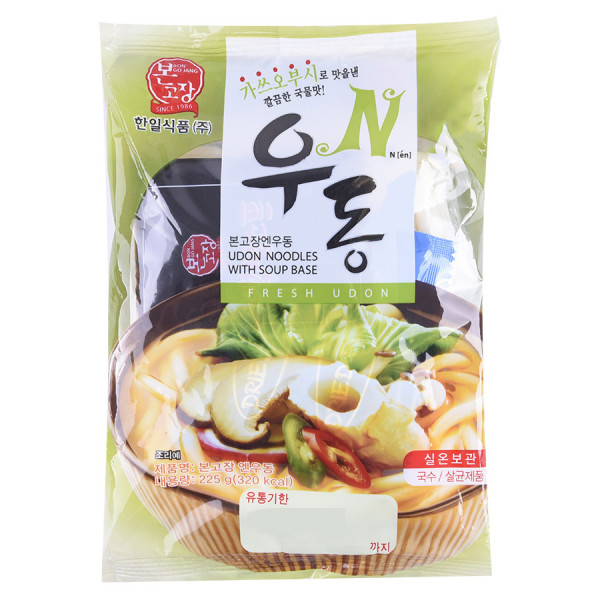 BON
GO JANG
본
고장
SINCE 1986
한일식품(주)
가쓰오부시로 맛을낸
깔끔한 국물맛!
N
N [én]
우동
본고장엔우동
UDON NOODLES
WITH SOUP BASE
FRESH UDON
본고장
조리예
제품명: 본고장 엔우동
내용량: 225 g(320 kcal)
실온보관
국수/살균제품
유통기한
까지